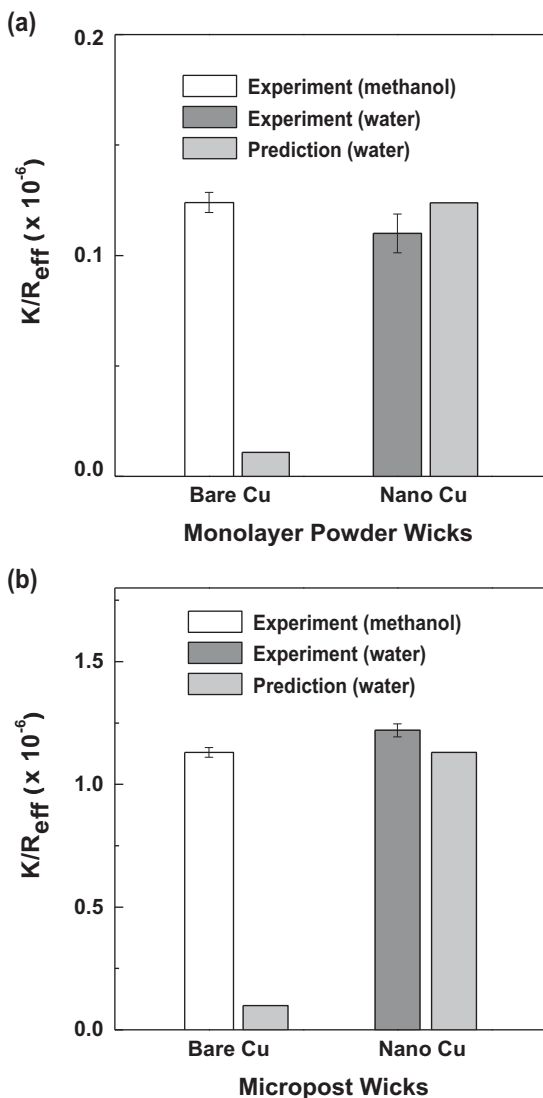 (a)
0.2
Experiment (methanol)
Experiment (water)
Prediction (water)
0.1
0.0
K/Reff ( x 10-6)
Bare Cu Nano Cu
Monolayer Powder Wicks
(b)
Experiment (methanol)
Experiment (water)
Prediction (water)
1.5
1.0
0.5
0.0
K/Reff ( x 10-6)
Bare Cu Nano Cu
Micropost Wicks